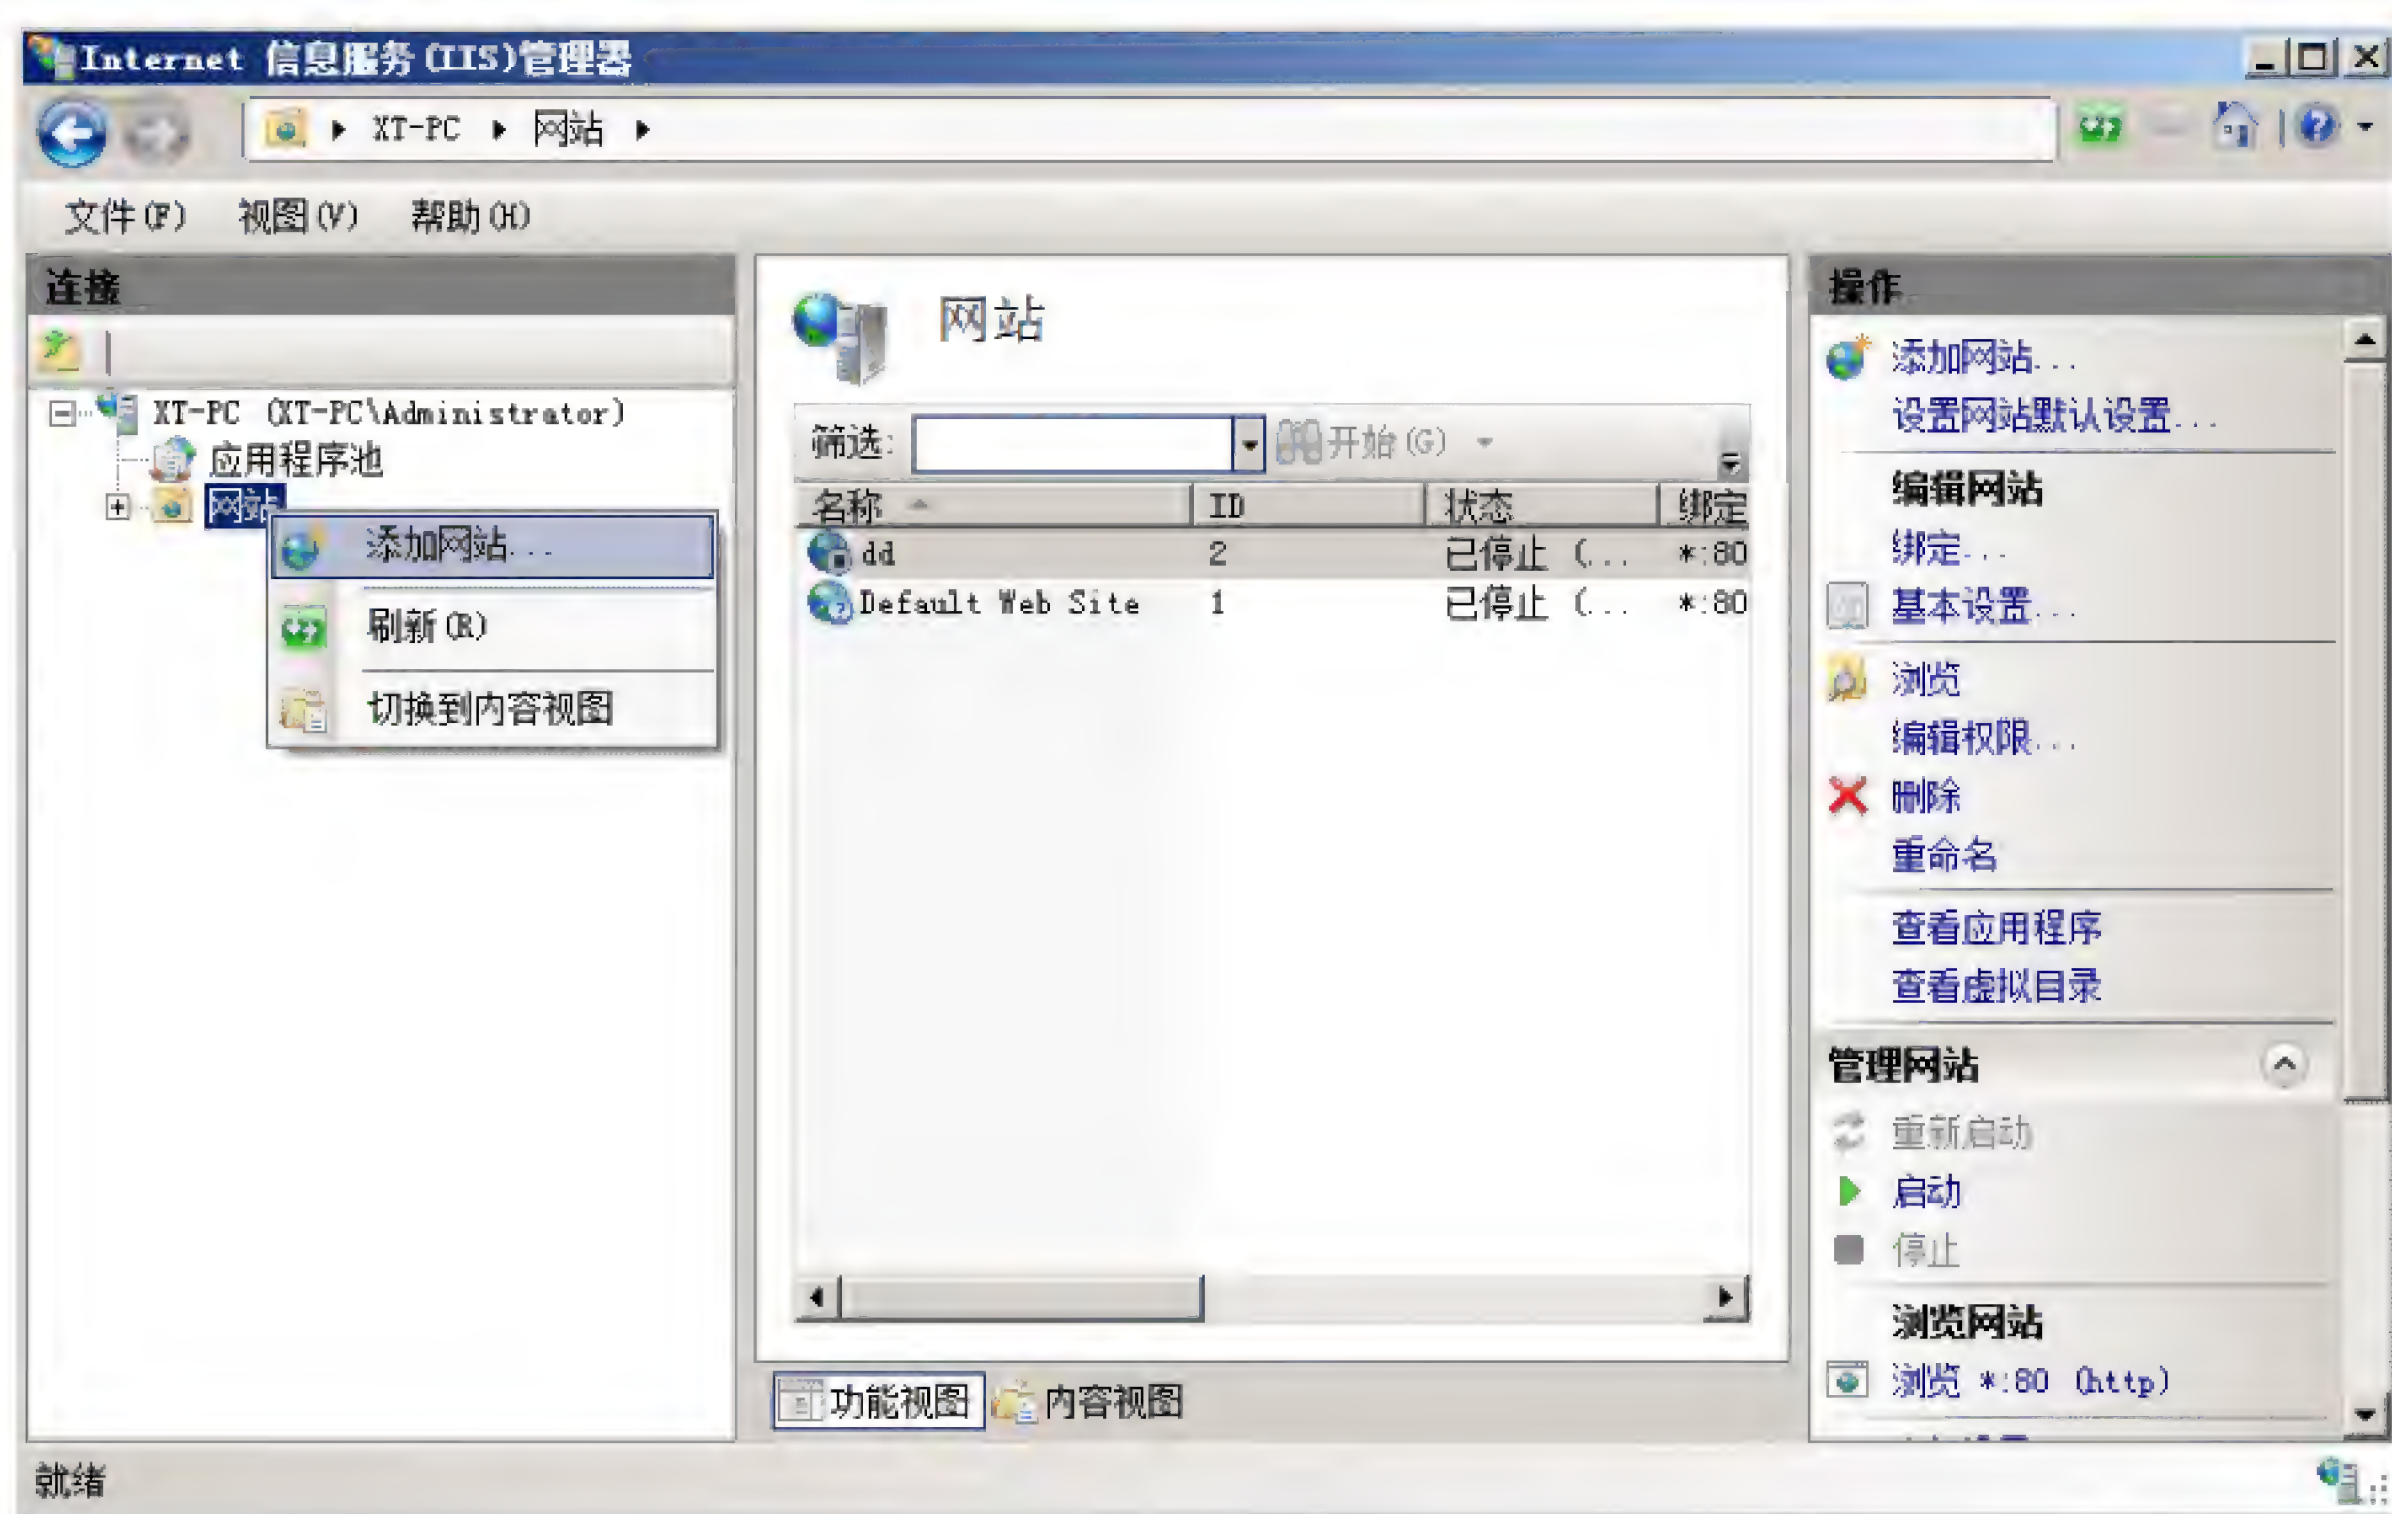 Internet 信息服务(IIS)管理器
XT-PC 网站
文件(F) 视图(V) 帮助(H)
连接
XT-PC (XT-PC\Administrator)
应用程序池
网站
添加网站...
刷新(R)
切换到内容视图
网站
筛选: 开始(G)
名称 ID 状态 绑定
dd 2 已停止 (... *:80
Default Web Site 1 已停止 (... *:80
功能视图 内容视图
操作
添加网站...
设置网站默认设置...
编辑网站
绑定...
基本设置...
浏览
编辑权限...
删除
重命名
查看应用程序
查看虚拟目录
管理网站
重新启动
启动
停止
浏览网站
浏览 *:80 (http)
就绪